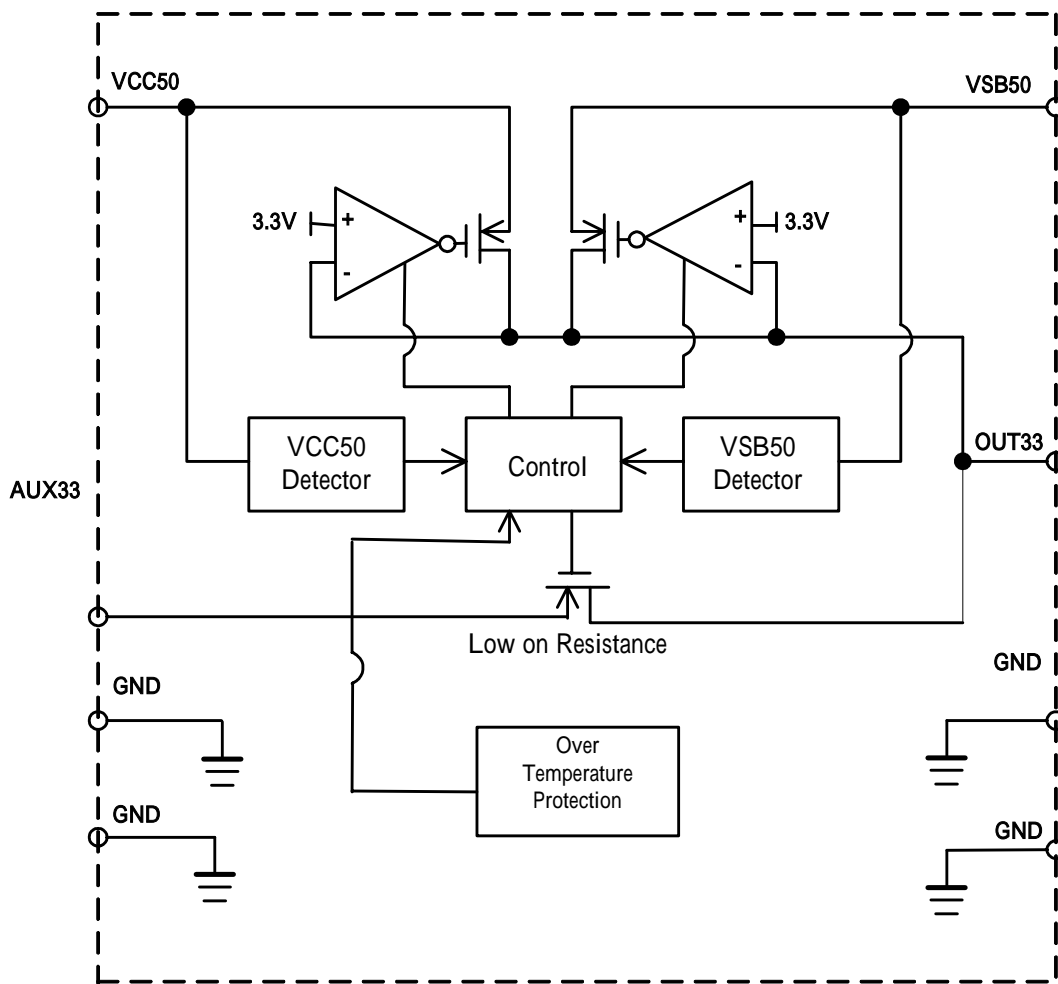 VCC50
VSB50
3.3V
+
-
+
-
3.3V
VCC50
Detector
Control
VSB50
Detector
OUT33
AUX33
Low on Resistance
GND
GND
Over
Temperature
Protection
GND
GND